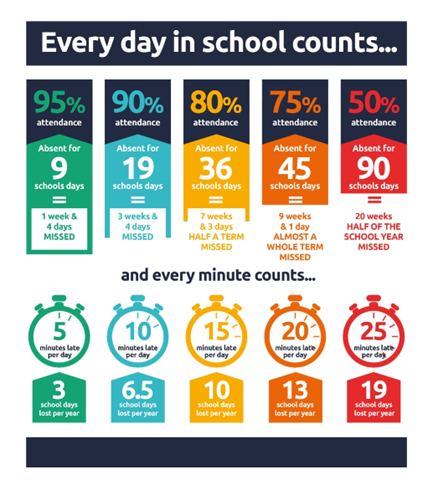 Every day in school counts...
95%
attendance
Absent for
9
schools days
=
1 week &
4 days
MISSED
90%
attendance
Absent for
19
schools days
=
3 weeks &
4 days
MISSED
80%
attendance
Absent for
36
schools days
=
7 weeks
& 3 days
HALF A TERM
MISSED
75%
attendance
Absent for
45
schools days
=
9 weeks
& 1 day
ALMOST A
WHOLE TERM
MISSED
50%
attendance
Absent for
90
schools days
=
20 weeks
HALF OF THE
SCHOOL YEAR
MISSED
and every minute counts...
5
minutes late
per day
3
school days
lost per year
10
minutes late
per day
6.5
school days
lost per year
15
minutes late
per day
10
school days
lost per year
20
minutes late
per day
13
school days
lost per year
25
minutes late
per day
19
school days
lost per year